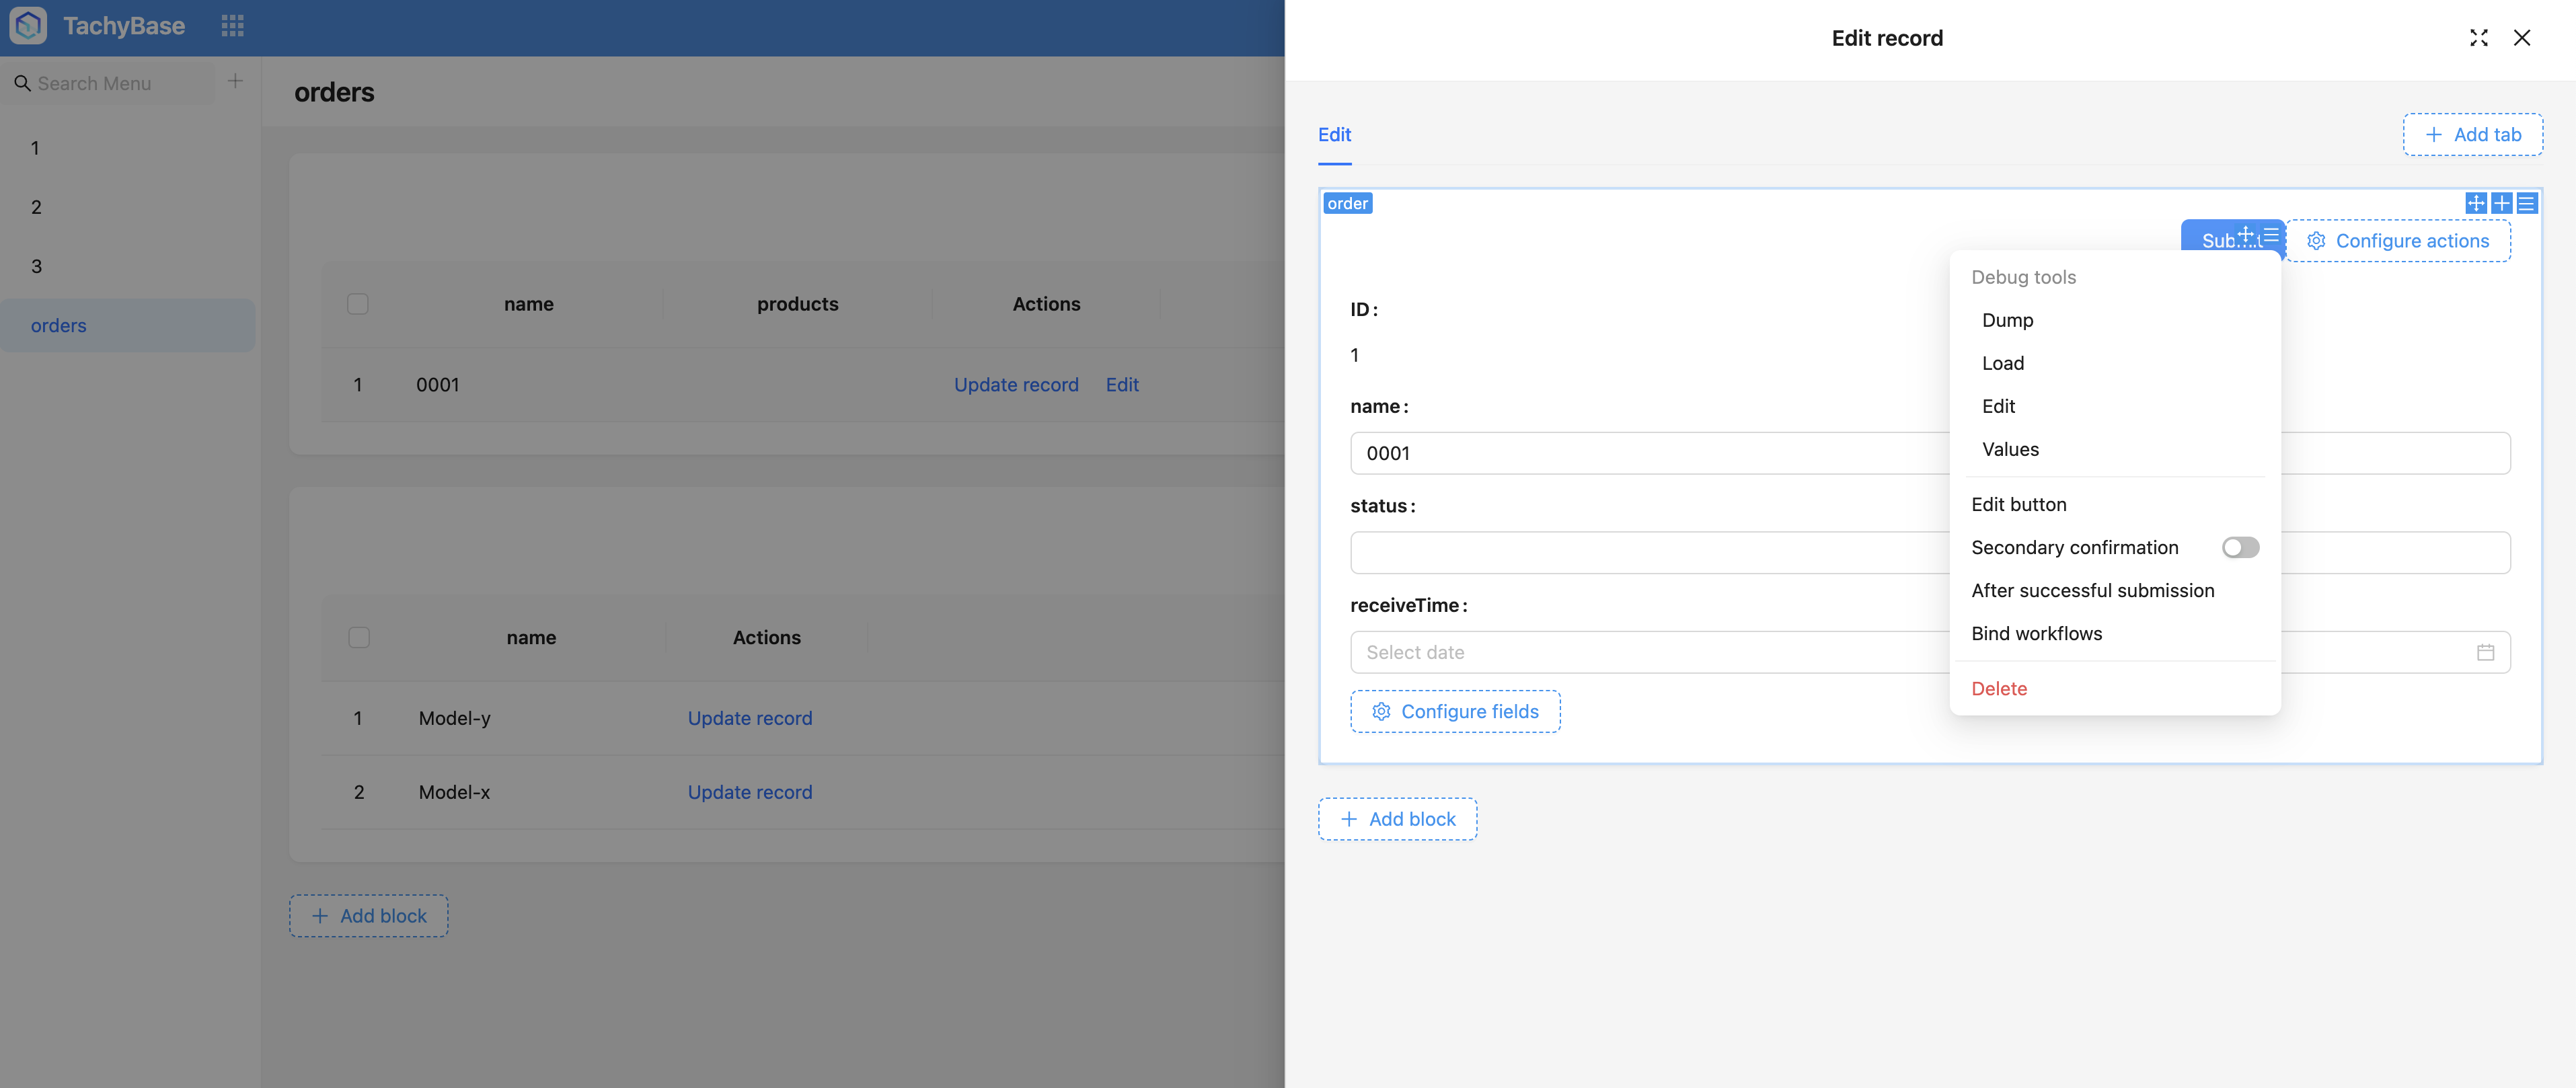 TachyBase
Search Menu
1
2
3
orders
orders
name products Actions
1 0001 Update record Edit
name Actions
1 Model-y Update record
2 Model-x Update record
Add block
Edit record
Edit
Add tab
order
Configure actions
ID:
1
name:
0001
status:
receiveTime:
Select date
Configure fields
Add block
Debug tools
Dump
Load
Edit
Values
Edit button
Secondary confirmation
After successful submission
Bind workflows
Delete